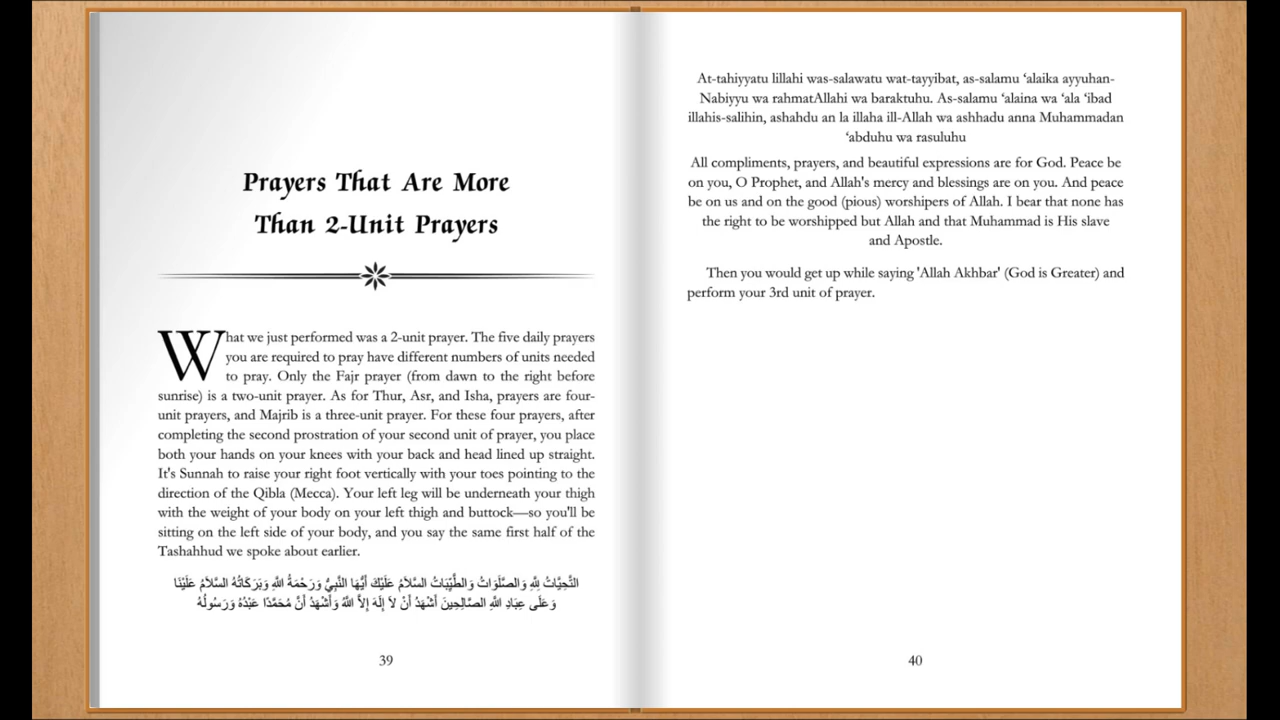 Prayers That Are More
Than 2-Unit Prayers
What we just performed was a 2-unit prayer. The five daily prayers
you are required to pray have different numbers of units needed
to pray. Only the Fajr prayer (from dawn to the right before
sunrise) is a two-unit prayer. As for Thur, Asr, and Isha, prayers are four-
unit prayers, and Majrib is a three-unit prayer. For these four prayers, after
completing the second prostration of your second unit of prayer, you place
both your hands on your knees with your back and head lined up straight.
It's Sunnah to raise your right foot vertically with your toes pointing to the
direction of the Qibla (Mecca). Your left leg will be underneath your thigh
with the weight of your body on your left thigh and buttock—so you'll be
sitting on the left side of your body, and you say the same first half of the
Tashahhud we spoke about earlier.
التَّحِيَّاتُ لِلَّهِ وَالصَّلَوَاتُ وَالطَّيِّبَاتُ السَّلاَمُ عَلَيْكَ أَيُّهَا النَّبِيُّ وَرَحْمَةُ اللَّهِ وَبَرَكَاتُهُ السَّلاَمُ عَلَيْنَا
وَعَلَى عِبَادِ اللَّهِ الصَّالِحِينَ أَشْهَدُ أَنْ لاَ إِلَهَ إِلاَّ اللَّهُ وَأَشْهَدُ أَنَّ مُحَمَّدًا عَبْدُهُ وَرَسُولُهُ
39
At-tahiyyatu lillahi was-salawatu wat-tayyibat, as-salamu ‘alaika ayyuhan-
Nabiyyu wa rahmatAllahi wa baraktuhu. As-salamu ‘alaina wa ‘ala ‘ibad
illahis-salihin, ashahdu an la illaha ill-Allah wa ashhadu anna Muhammadan
‘abduhu wa rasuluhu
All compliments, prayers, and beautiful expressions are for God. Peace be
on you, O Prophet, and Allah's mercy and blessings are on you. And peace
be on us and on the good (pious) worshipers of Allah. I bear that none has
the right to be worshipped but Allah and that Muhammad is His slave
and Apostle.
Then you would get up while saying 'Allah Akhbar' (God is Greater) and
perform your 3rd unit of prayer.
40